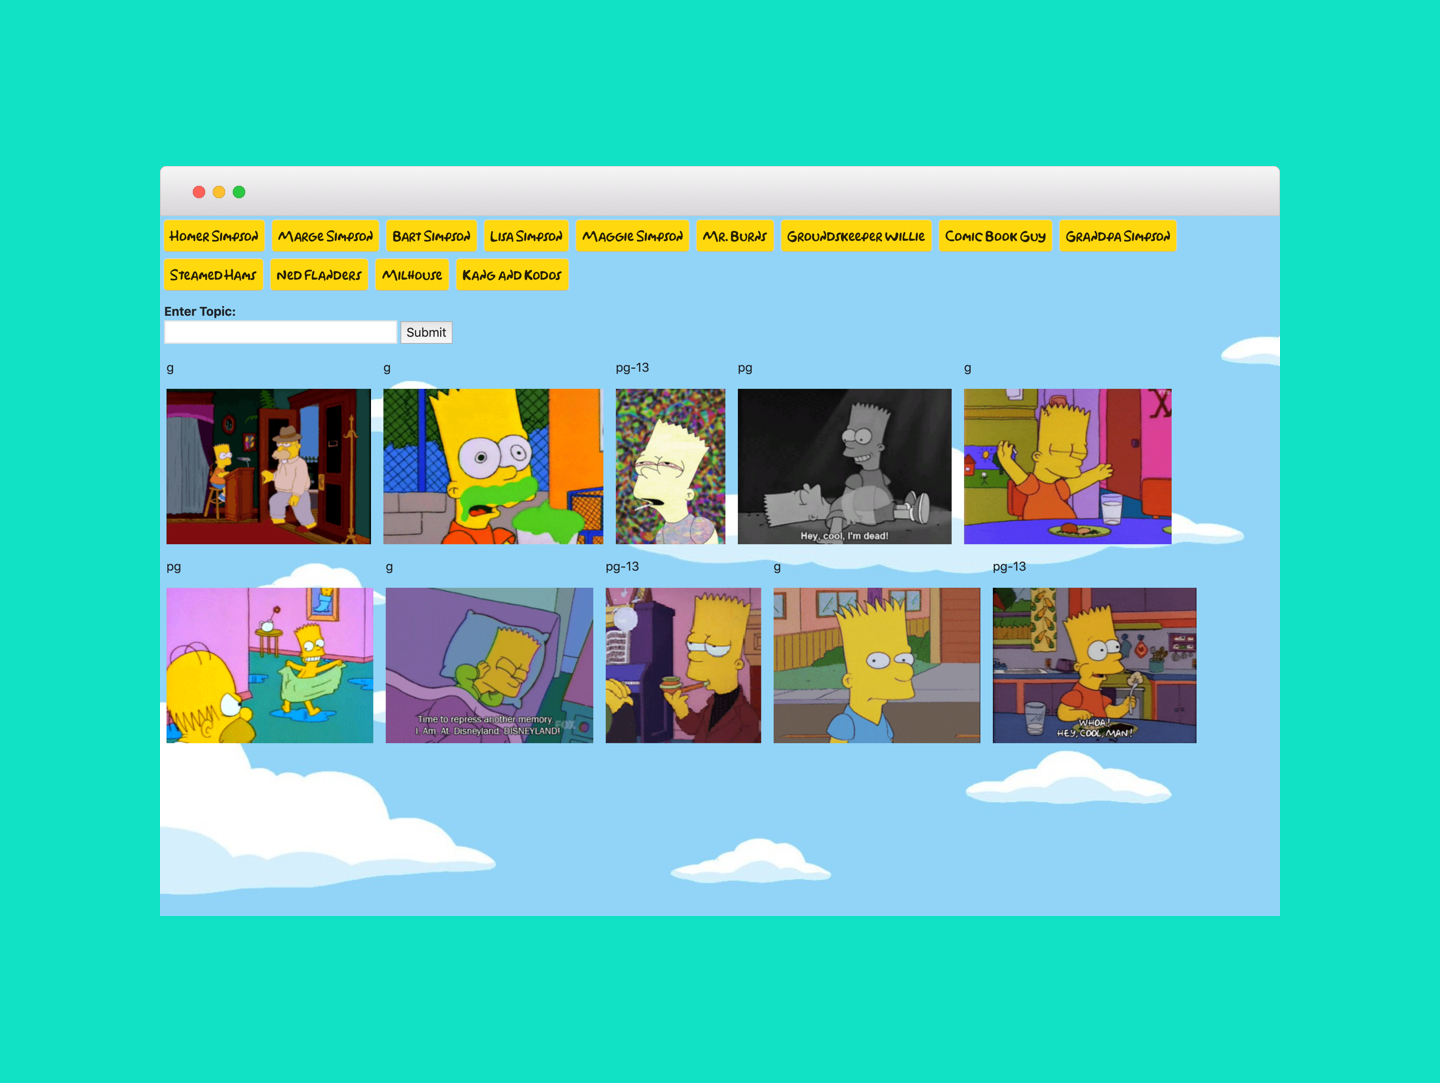 Homer Simpson Marge Simpson Bart Simpson Lisa Simpson Maggie Simpson Mr. Burns Groundskeeper Willie Comic Book Guy Grandpa Simpson
Steamed Hams Ned Flanders Milhouse Kang and Kodos
Enter Topic:
Submit
g g pg-13 pg g
Hey, cool, I'm dead!
pg g pg-13 g pg-13
Time to repress another memory.
I. Am. At. Disneyland. DISNEYLAND!
FOX
WHOA!
HEY, COOL, MAN!